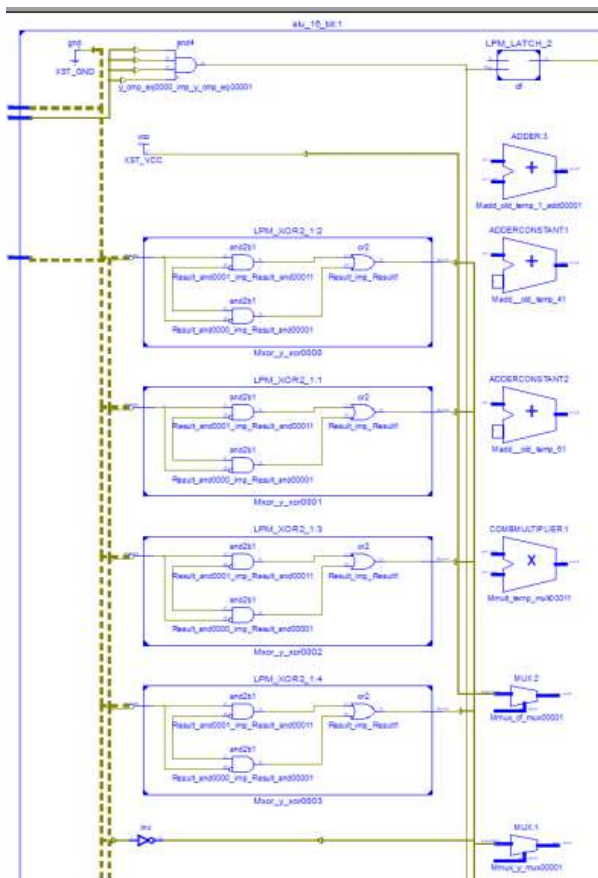 alu_16_bit:1
gnd
XST_GND
and4
y_cmp_eq0000_imp_y_cmp_eq00001
LPM_LATCH_2
cf
vcc
XST_VCC
ADDER:3
Madd_old_temp_1_add00001
LPM_XOR2_1:2
and2b1
or2
Result_and0001_imp_Result_and00011
Result_imp_Result1
and2b1
Result_and0000_imp_Result_and00001
Mxor_y_xor0000
ADDERCONSTANT:1
Madd__old_temp_41
LPM_XOR2_1:1
and2b1
or2
Result_and0001_imp_Result_and00011
Result_imp_Result1
and2b1
Result_and0000_imp_Result_and00001
Mxor_y_xor0001
ADDERCONSTANT:2
LPM_XOR2_1:3
and2b1
or2
Result_and0001_imp_Result_and00011
Result_imp_Result1
and2b1
Result_and0000_imp_Result_and00001
Mxor_y_xor0002
COMBMULTIPLIER:1
X
Mmult_temp_mult00011
LPM_XOR2_1:4
and2b1
or2
Result_and0001_imp_Result_and00011
Result_imp_Result1
and2b1
Result_and0000_imp_Result_and00001
Mxor_y_xor0003
MUX:2
Mmux_cf_mux00001
inv
MUX:1
Mmux_y_mux00001